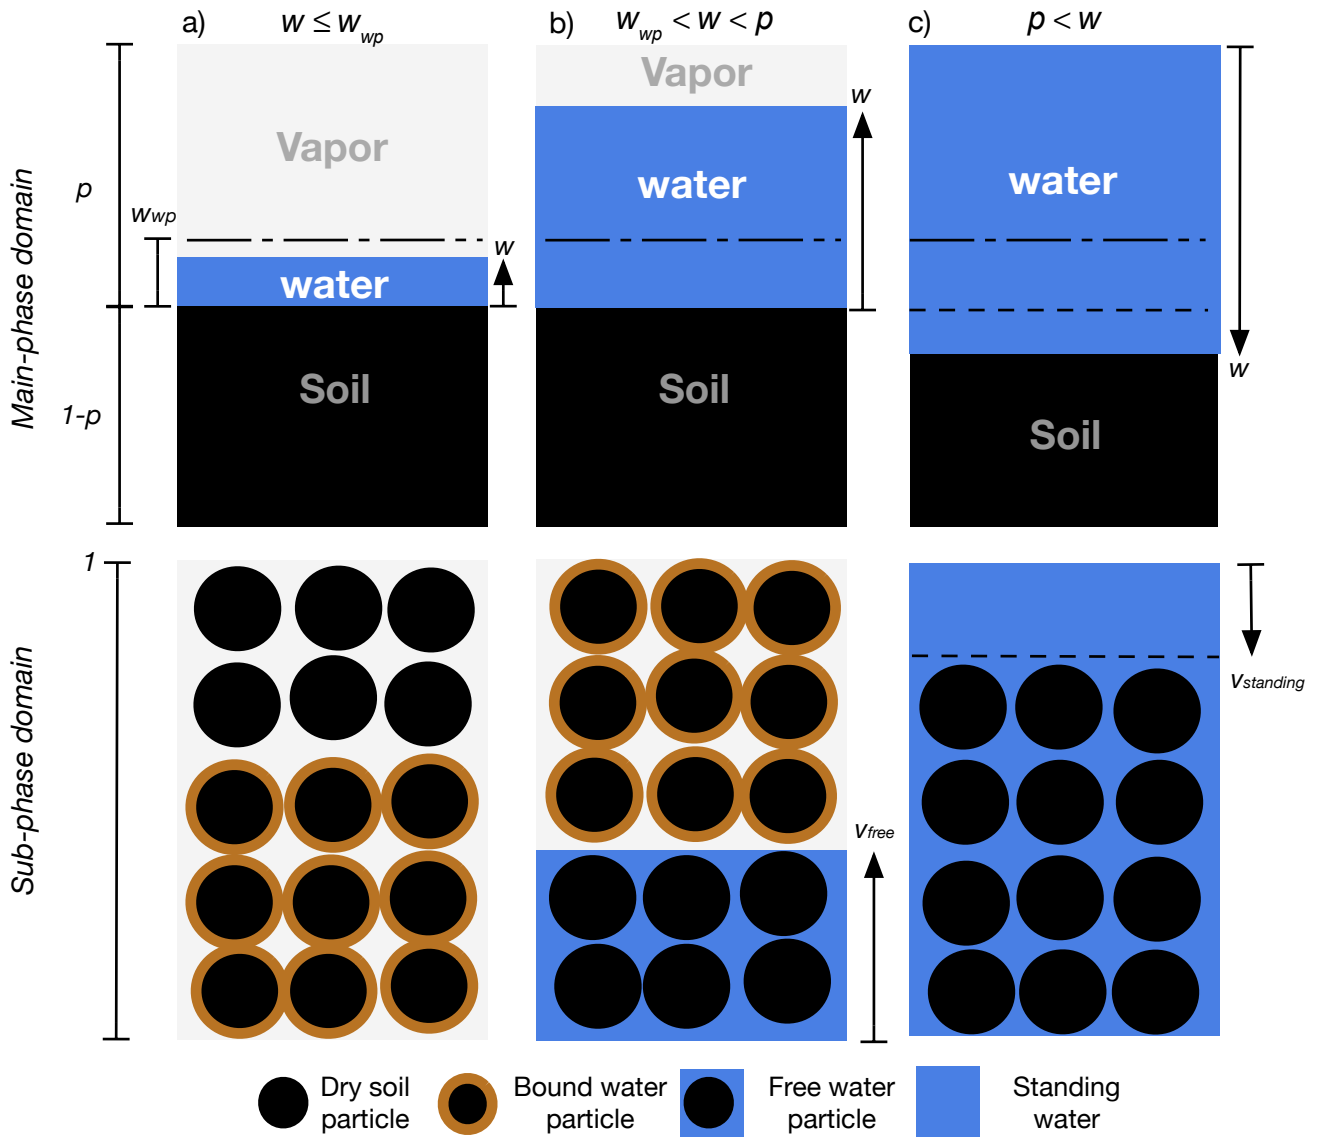 a) w ≤ w_wp
b) w_wp < w < p
c) p < w
Main-phase domain
p
w_wp
1-p
Vapor
water
w
Soil
Vapor
water
w
Soil
water
w
Soil
Sub-phase domain
1
v_free
v_standing
Dry soil
particle
Bound water
particle
Free water
particle
Standing
water